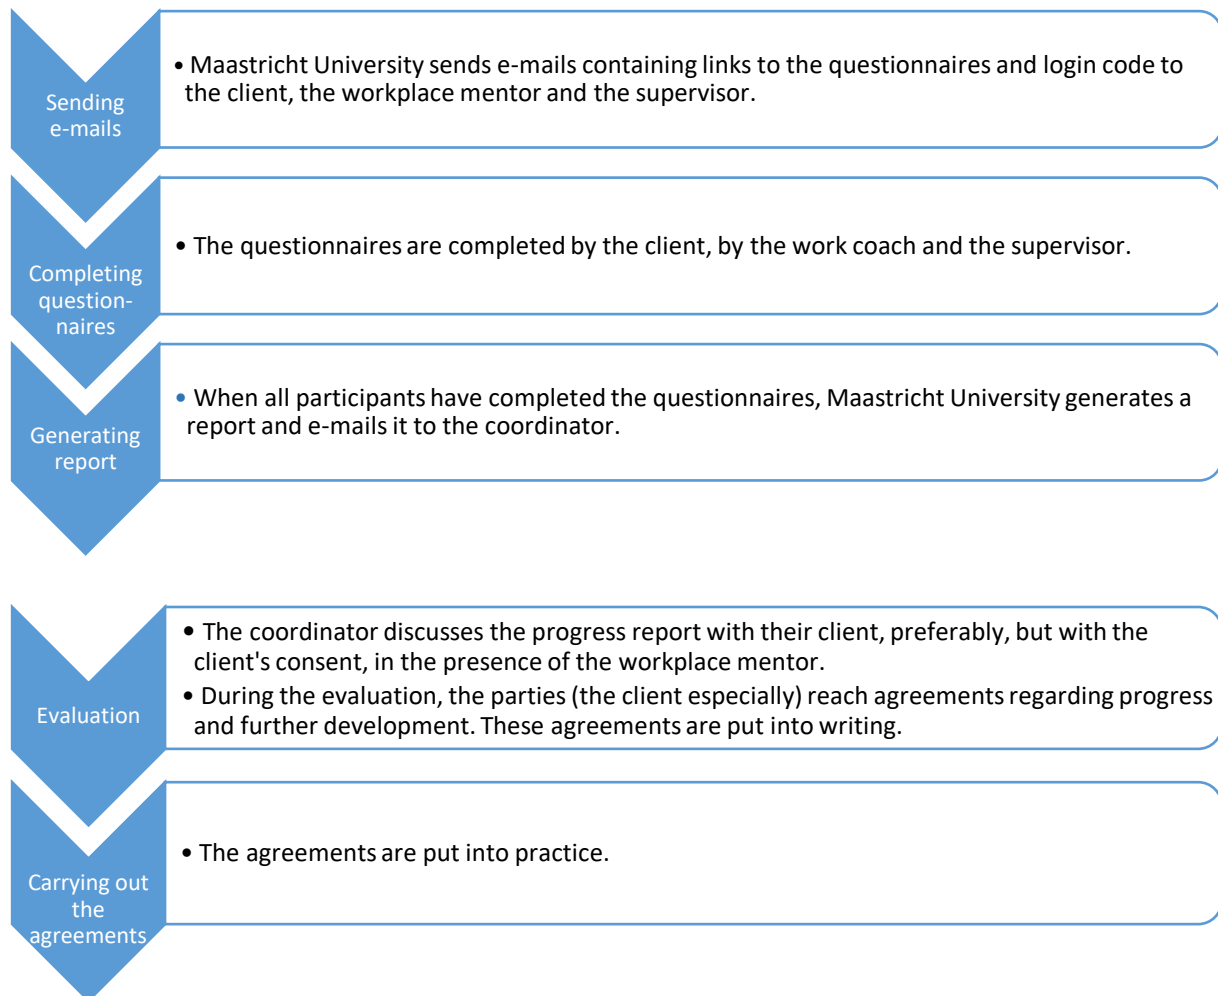 Sending
e-mails
• Maastricht University sends e-mails containing links to the questionnaires and login code to
the client, the workplace mentor and the supervisor.
Completing
question-
naires
• The questionnaires are completed by the client, by the work coach and the supervisor.
Generating
report
• When all participants have completed the questionnaires, Maastricht University generates a
report and e-mails it to the coordinator.
Evaluation
• The coordinator discusses the progress report with their client, preferably, but with the
client's consent, in the presence of the workplace mentor.
• During the evaluation, the parties (the client especially) reach agreements regarding progress
and further development. These agreements are put into writing.
Carrying out
the
agreements
• The agreements are put into practice.